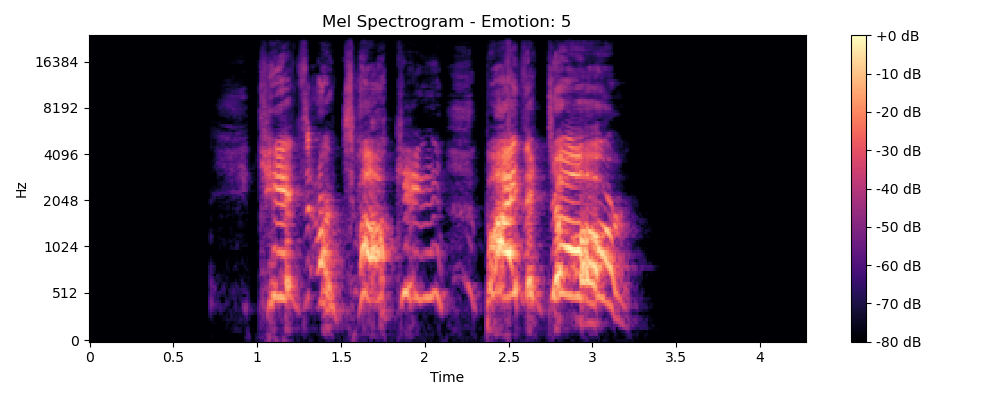 Mel Spectrogram - Emotion: 5
Hz
16384
8192
4096
2048
1024
512
0
0 0.5 1 1.5 2 2.5 3 3.5 4
Time
+0 dB
-10 dB
-20 dB
-30 dB
-40 dB
-50 dB
-60 dB
-70 dB
-80 dB